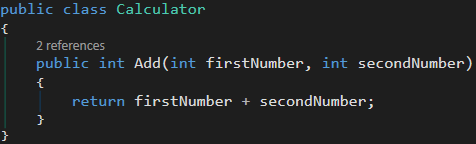 public class Calculator
{
2 references
public int Add(int firstNumber, int secondNumber)
{
return firstNumber + secondNumber;
}
}